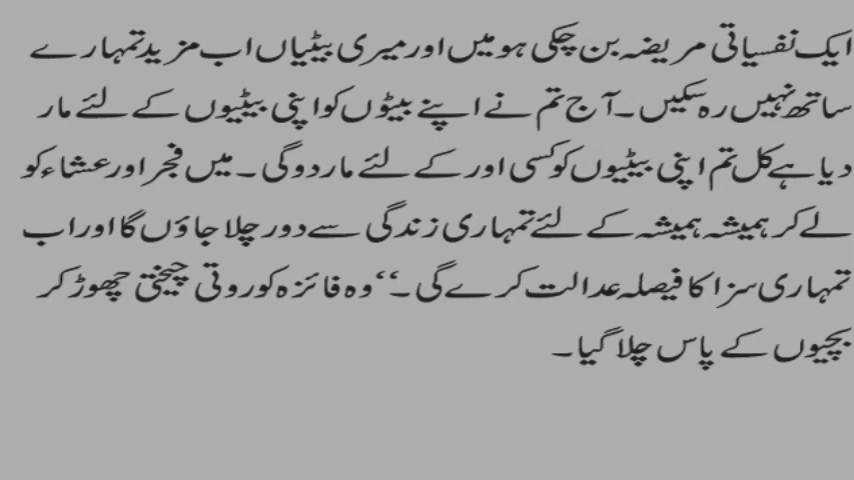 ایک نفسیاتی مریضہ بن چکی ہو میں اور میری بیٹیاں اب مزید تمہارے
ساتھ نہیں رہ سکیں۔ آج تم نے اپنے بیٹوں کو اپنی بیٹیوں کے لئے مار
دیا ہے کل تم اپنی بیٹیوں کو کسی اور کے لئے مار دو گی۔ میں فجر اور عشاء کو
لے کر ہمیشہ ہمیشہ کے لئے تمہاری زندگی سے دور چلا جاؤں گا اور اب
تمہاری سزا کا فیصلہ عدالت کرے گی۔‘‘ وہ فائزہ کو روتی چیختی چھوڑ کر
بچیوں کے پاس چلا گیا۔